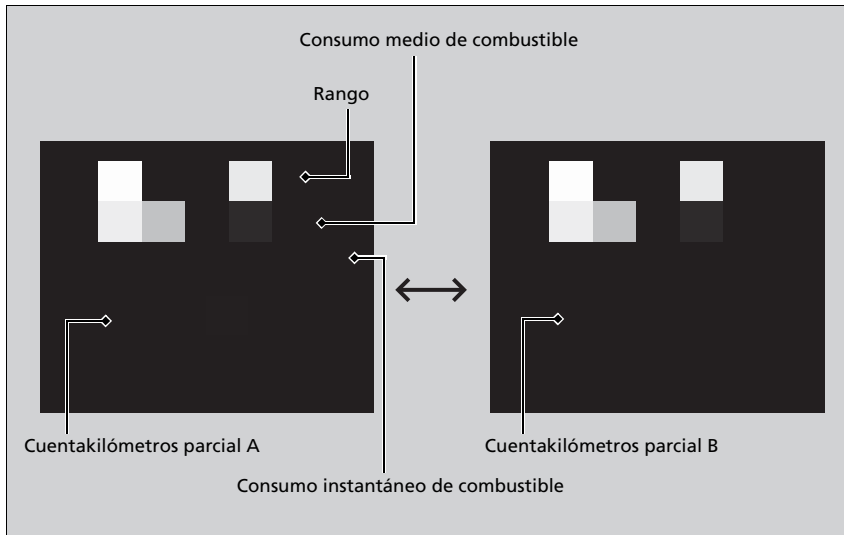 Consumo medio de combustible
Rango
Cuentakilómetros parcial A
Cuentakilómetros parcial B
Consumo instantáneo de combustible